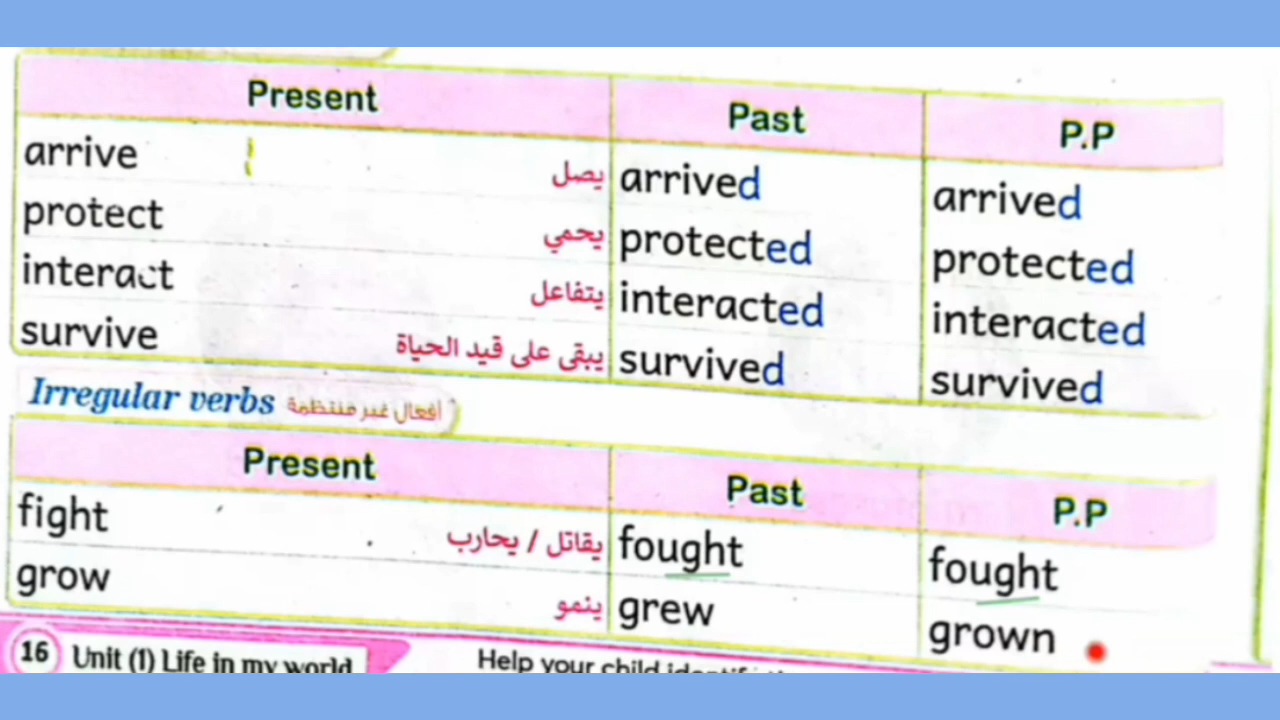 Present Past P.P
arrive يصل arrived arrived
protect يحمي protected protected
interact يتفاعل interacted interacted
survive يبقى على قيد الحياة survived survived
Irregular verbs أفعال غير منتظمة
Present Past P.P
fight يقاتل / يحارب fought fought
grow ينمو grew grown
16 Unit (1) Life in my world Help your child